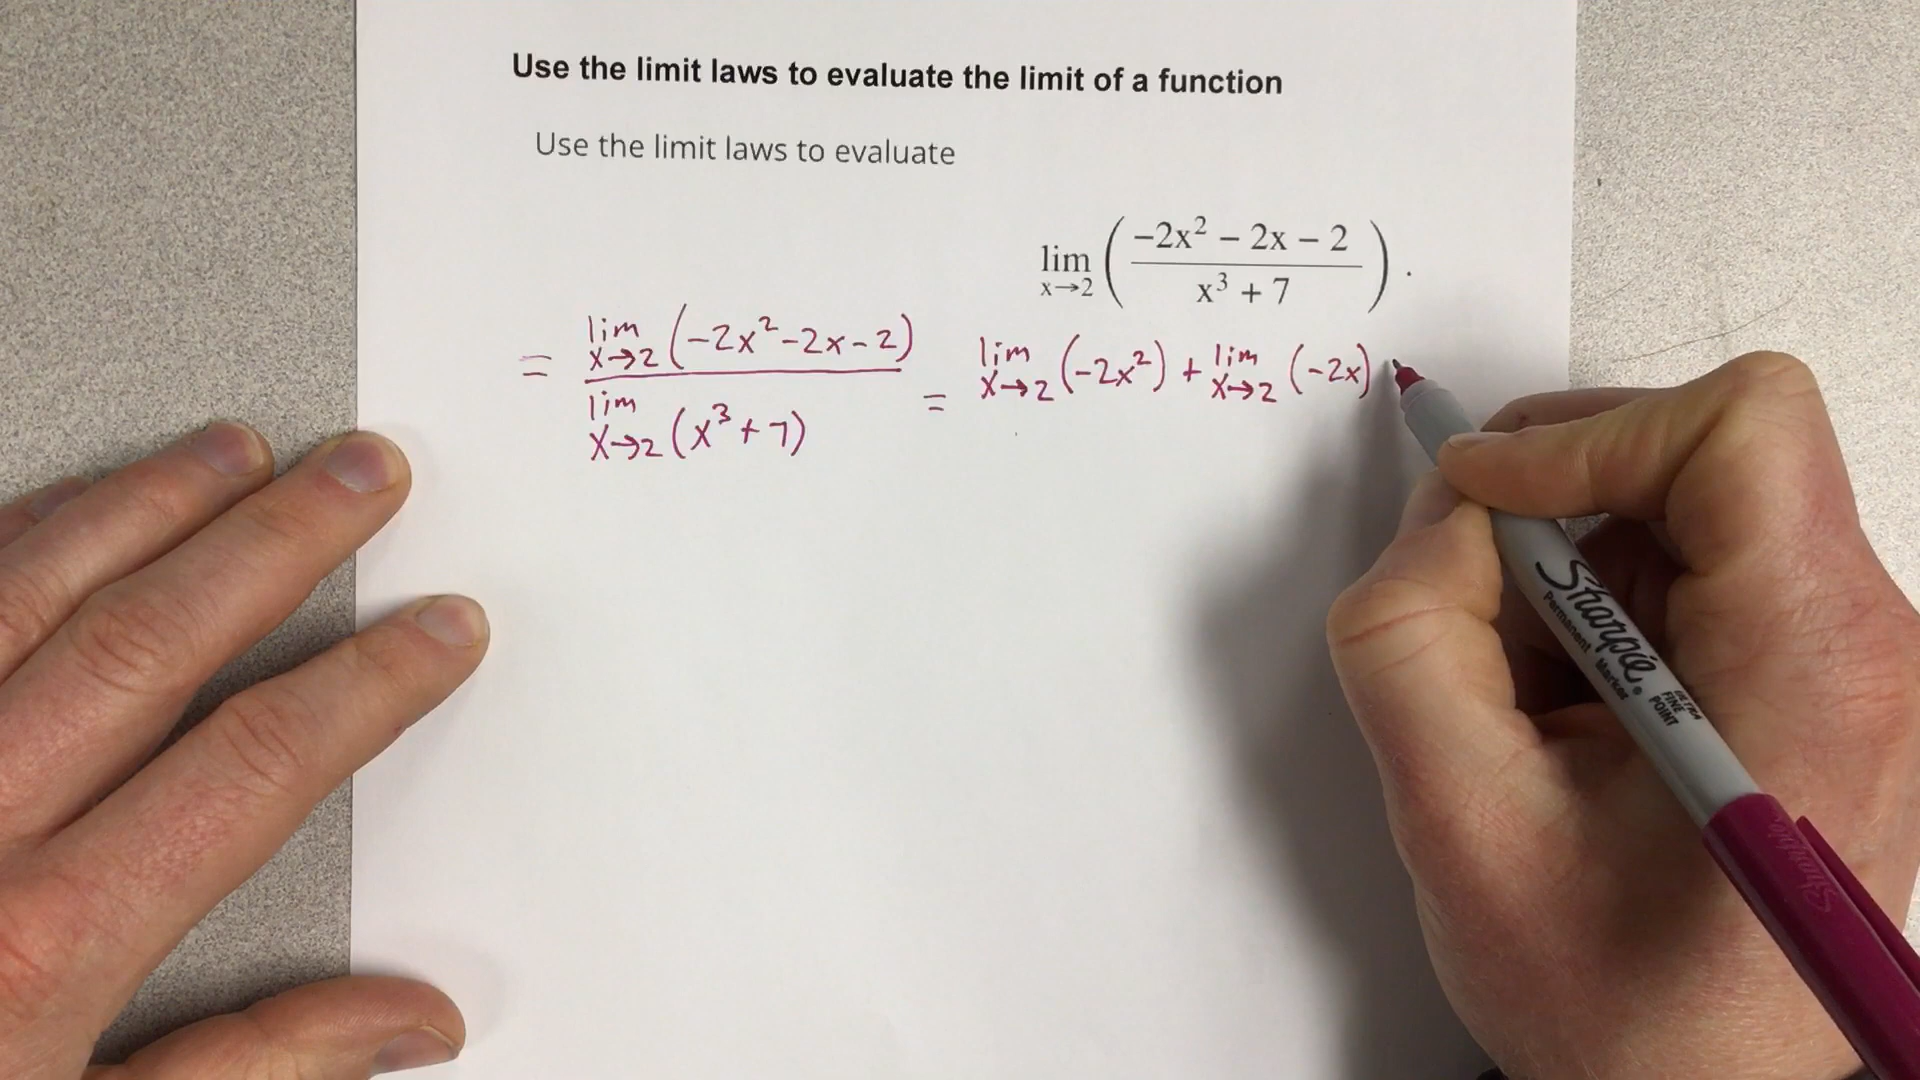 Use the limit laws to evaluate the limit of a function
Use the limit laws to evaluate
lim x→2 ( (−2x² − 2x − 2) / (x³ + 7) ) .
= lim x→2 (-2x²-2x-2) / lim x→2 (x³+7) = lim x→2 (-2x²) + lim x→2 (-2x)
Sharpie.
Permanent Marker
ULTRA
FINE
POINT
Sharpie